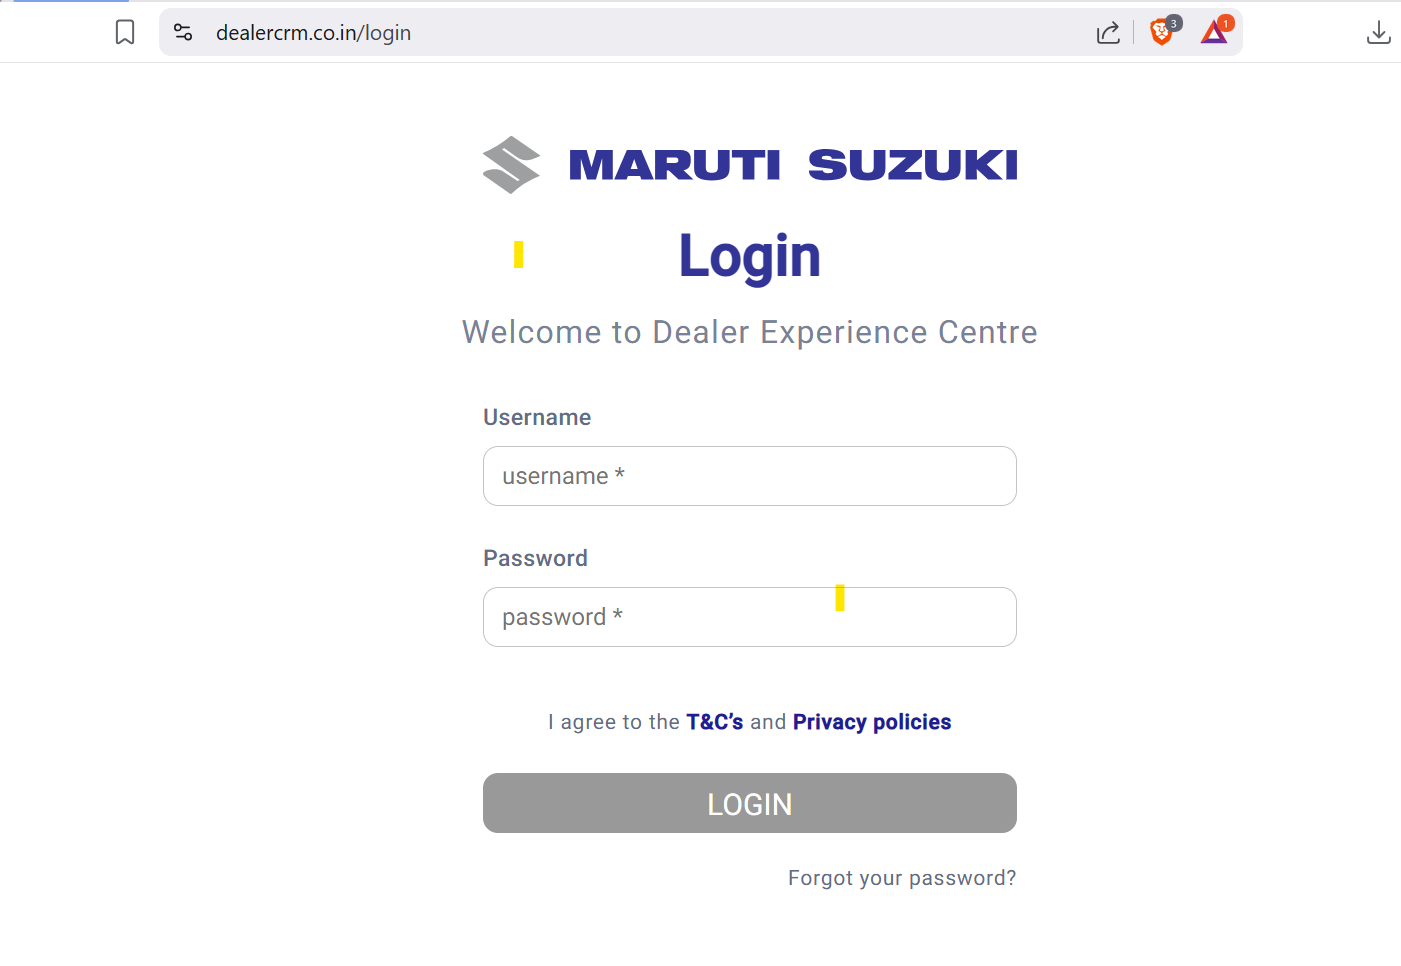 dealercrm.co.in/login
3
1
MARUTI SUZUKI
Login
Welcome to Dealer Experience Centre
Username
username *
Password
password *
I agree to the T&C’s and Privacy policies
LOGIN
Forgot your password?